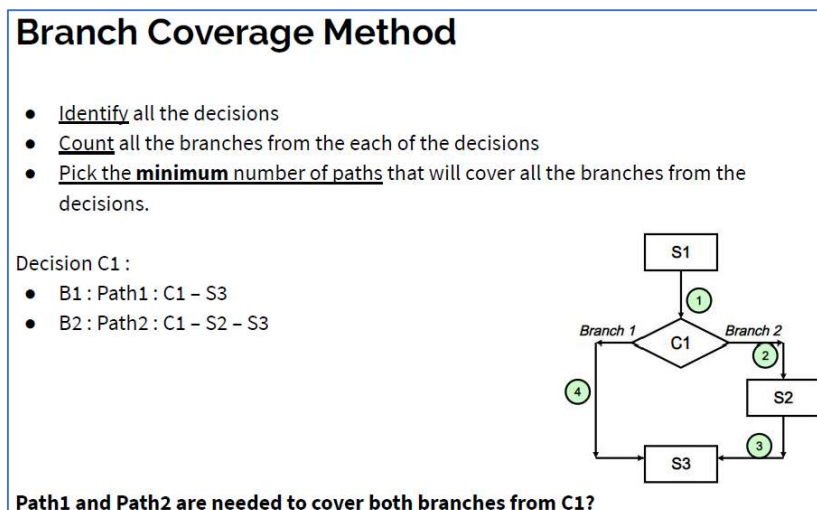 Branch Coverage Method
● Identify all the decisions
● Count all the branches from the each of the decisions
● Pick the minimum number of paths that will cover all the branches from the
decisions.
Decision C1 :
● B1 : Path1 : C1 – S3
● B2 : Path2 : C1 – S2 – S3
S1
1
Branch 1
C1
Branch 2
2
4
S2
3
S3
Path1 and Path2 are needed to cover both branches from C1?